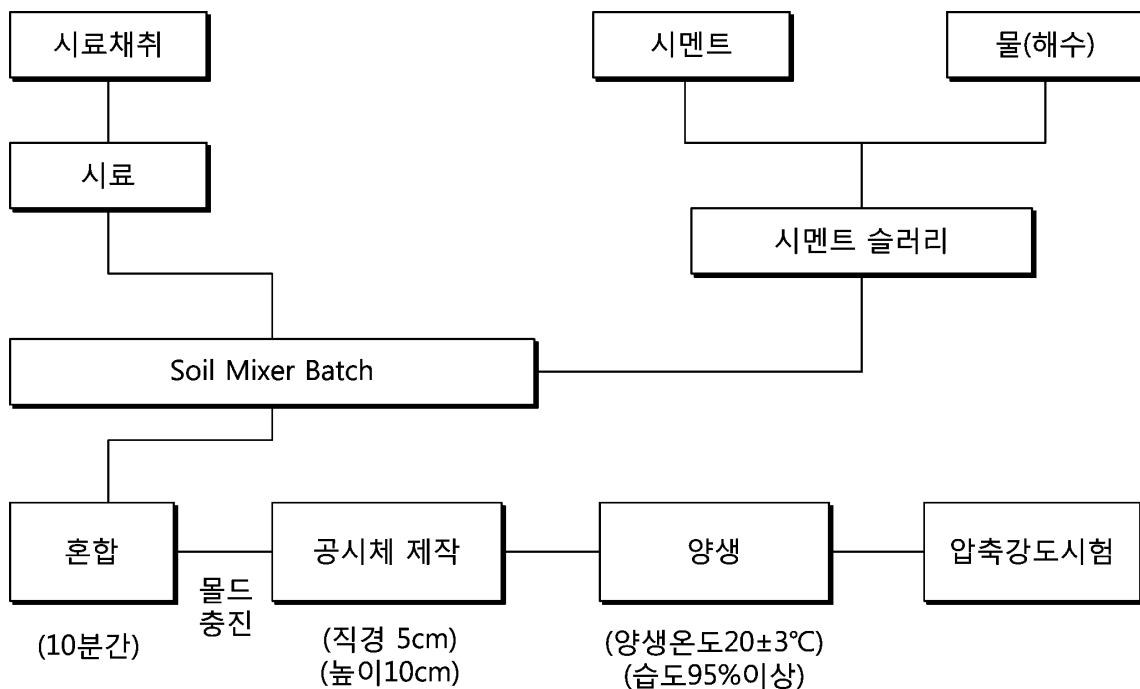 시료채취
시멘트
물(해수)
시료
시멘트 슬러리
Soil Mixer Batch
혼합
공시체 제작
양생
압축강도시험
몰드
충진
(10분간)
(직경 5cm)
(높이10cm)
(양생온도20±3℃)
(습도95%이상)